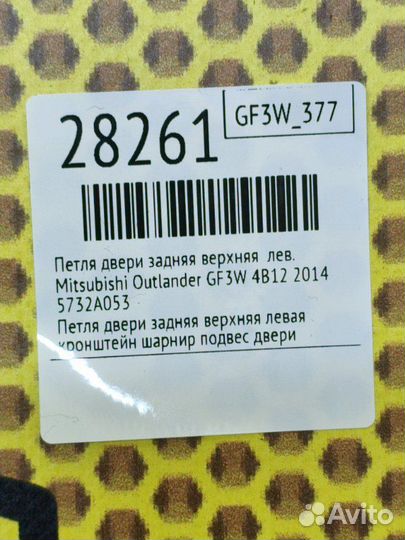 28261
GF3W_377
Петля двери задняя верхняя лев.
Mitsubishi Outlander GF3W 4B12 2014
5732A053
Петля двери задняя верхняя левая
кронштейн шарнир подвес двери
Avito